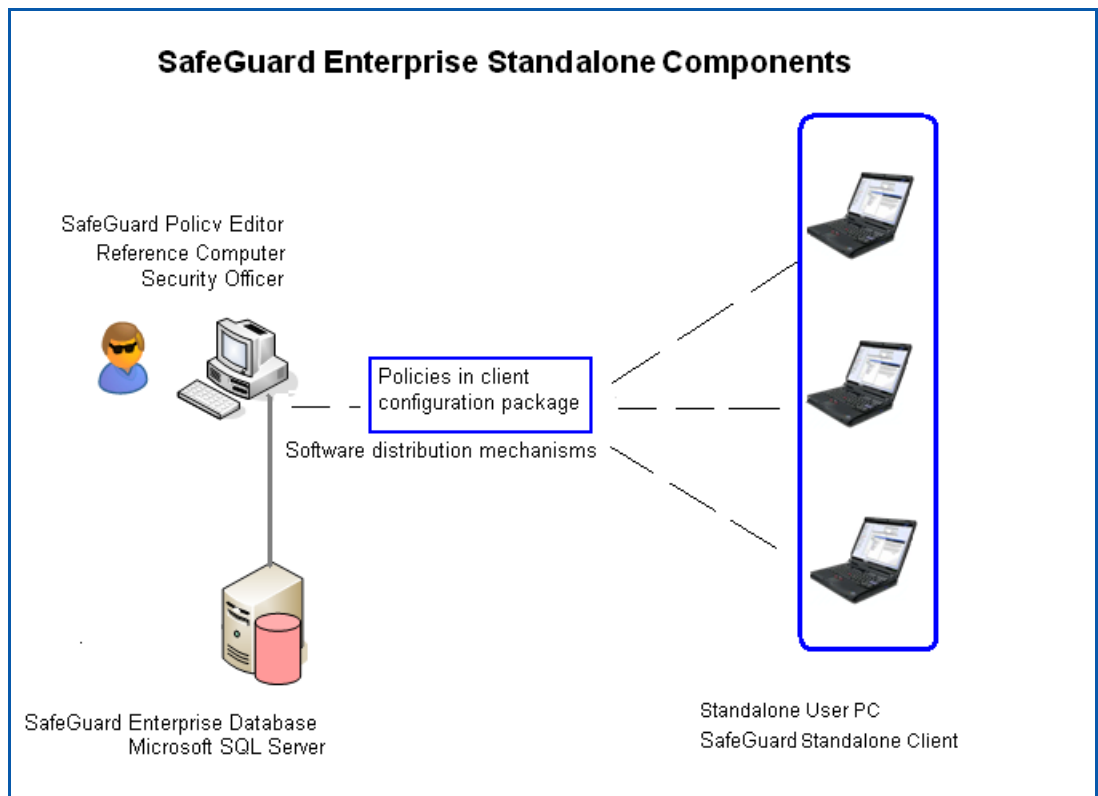 SafeGuard Enterprise Standalone Components
SafeGuard Policy Editor
Reference Computer
Security Officer
Policies in client
configuration package
Software distribution mechanisms
SafeGuard Enterprise Database
Microsoft SQL Server
Standalone User PC
SafeGuard Standalone Client